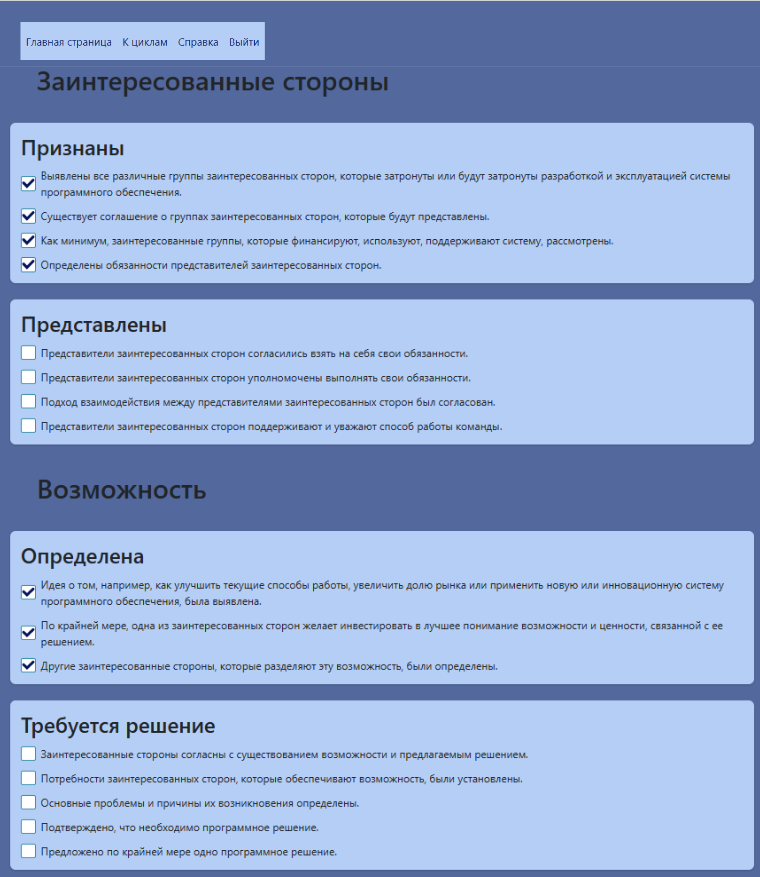 Главная страница К циклам Справка Выйти
Заинтересованные стороны
Признаны
Выявлены все различные группы заинтересованных сторон, которые затронуты или будут затронуты разработкой и эксплуатацией системы
программного обеспечения.
Существует соглашение о группах заинтересованных сторон, которые будут представлены.
Как минимум, заинтересованные группы, которые финансируют, используют, поддерживают систему, рассмотрены.
Определены обязанности представителей заинтересованных сторон.
Представлены
Представители заинтересованных сторон согласились взять на себя свои обязанности.
Представители заинтересованных сторон уполномочены выполнять свои обязанности.
Подход взаимодействия между представителями заинтересованных сторон был согласован.
Представители заинтересованных сторон поддерживают и уважают способ работы команды.
Возможность
Определена
Идея о том, например, как улучшить текущие способы работы, увеличить долю рынка или применить новую или инновационную систему
программного обеспечения, была выявлена.
По крайней мере, одна из заинтересованных сторон желает инвестировать в лучшее понимание возможности и ценности, связанной с ее
решением.
Другие заинтересованные стороны, которые разделяют эту возможность, были определены.
Требуется решение
Заинтересованные стороны согласны с существованием возможности и предлагаемым решением.
Потребности заинтересованных сторон, которые обеспечивают возможность, были установлены.
Основные проблемы и причины их возникновения определены.
Подтверждено, что необходимо программное решение.
Предложено по крайней мере одно программное решение.